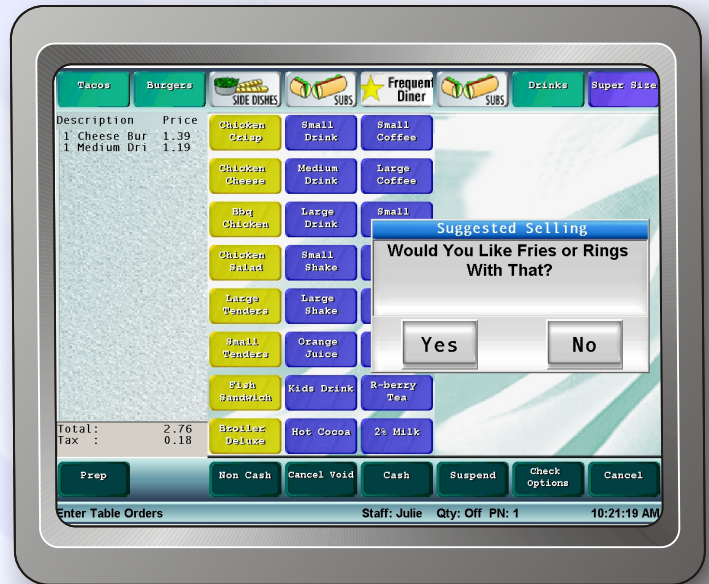 Tacos
Burgers
SIDE DISHES
SUBS
Frequent
Diner
SUBS
Drinks
Super Size
Description Price
1 Cheese Bur 1.39
1 Medium Dri 1.19
Total: 2.76
Tax : 0.18
Chicken
Crisp
Small
Drink
Small
Coffee
Chicken
Cheese
Medium
Drink
Large
Coffee
Bbq
Chicken
Large
Drink
Small
Chicken
Salad
Small
Shake
Large
Tenders
Large
Shake
Small
Tenders
Orange
Juice
Fish
Sandwich
Kids Drink
R-berry
Tea
Broiler
Deluxe
Hot Cocoa
2% Milk
Suggested Selling
Would You Like Fries or Rings
With That?
Yes
No
Prep
Non Cash
Cancel Void
Cash
Suspend
Check
Options
Cancel
Enter Table Orders Staff: Julie Qty: Off PN: 1 10:21:19 AM